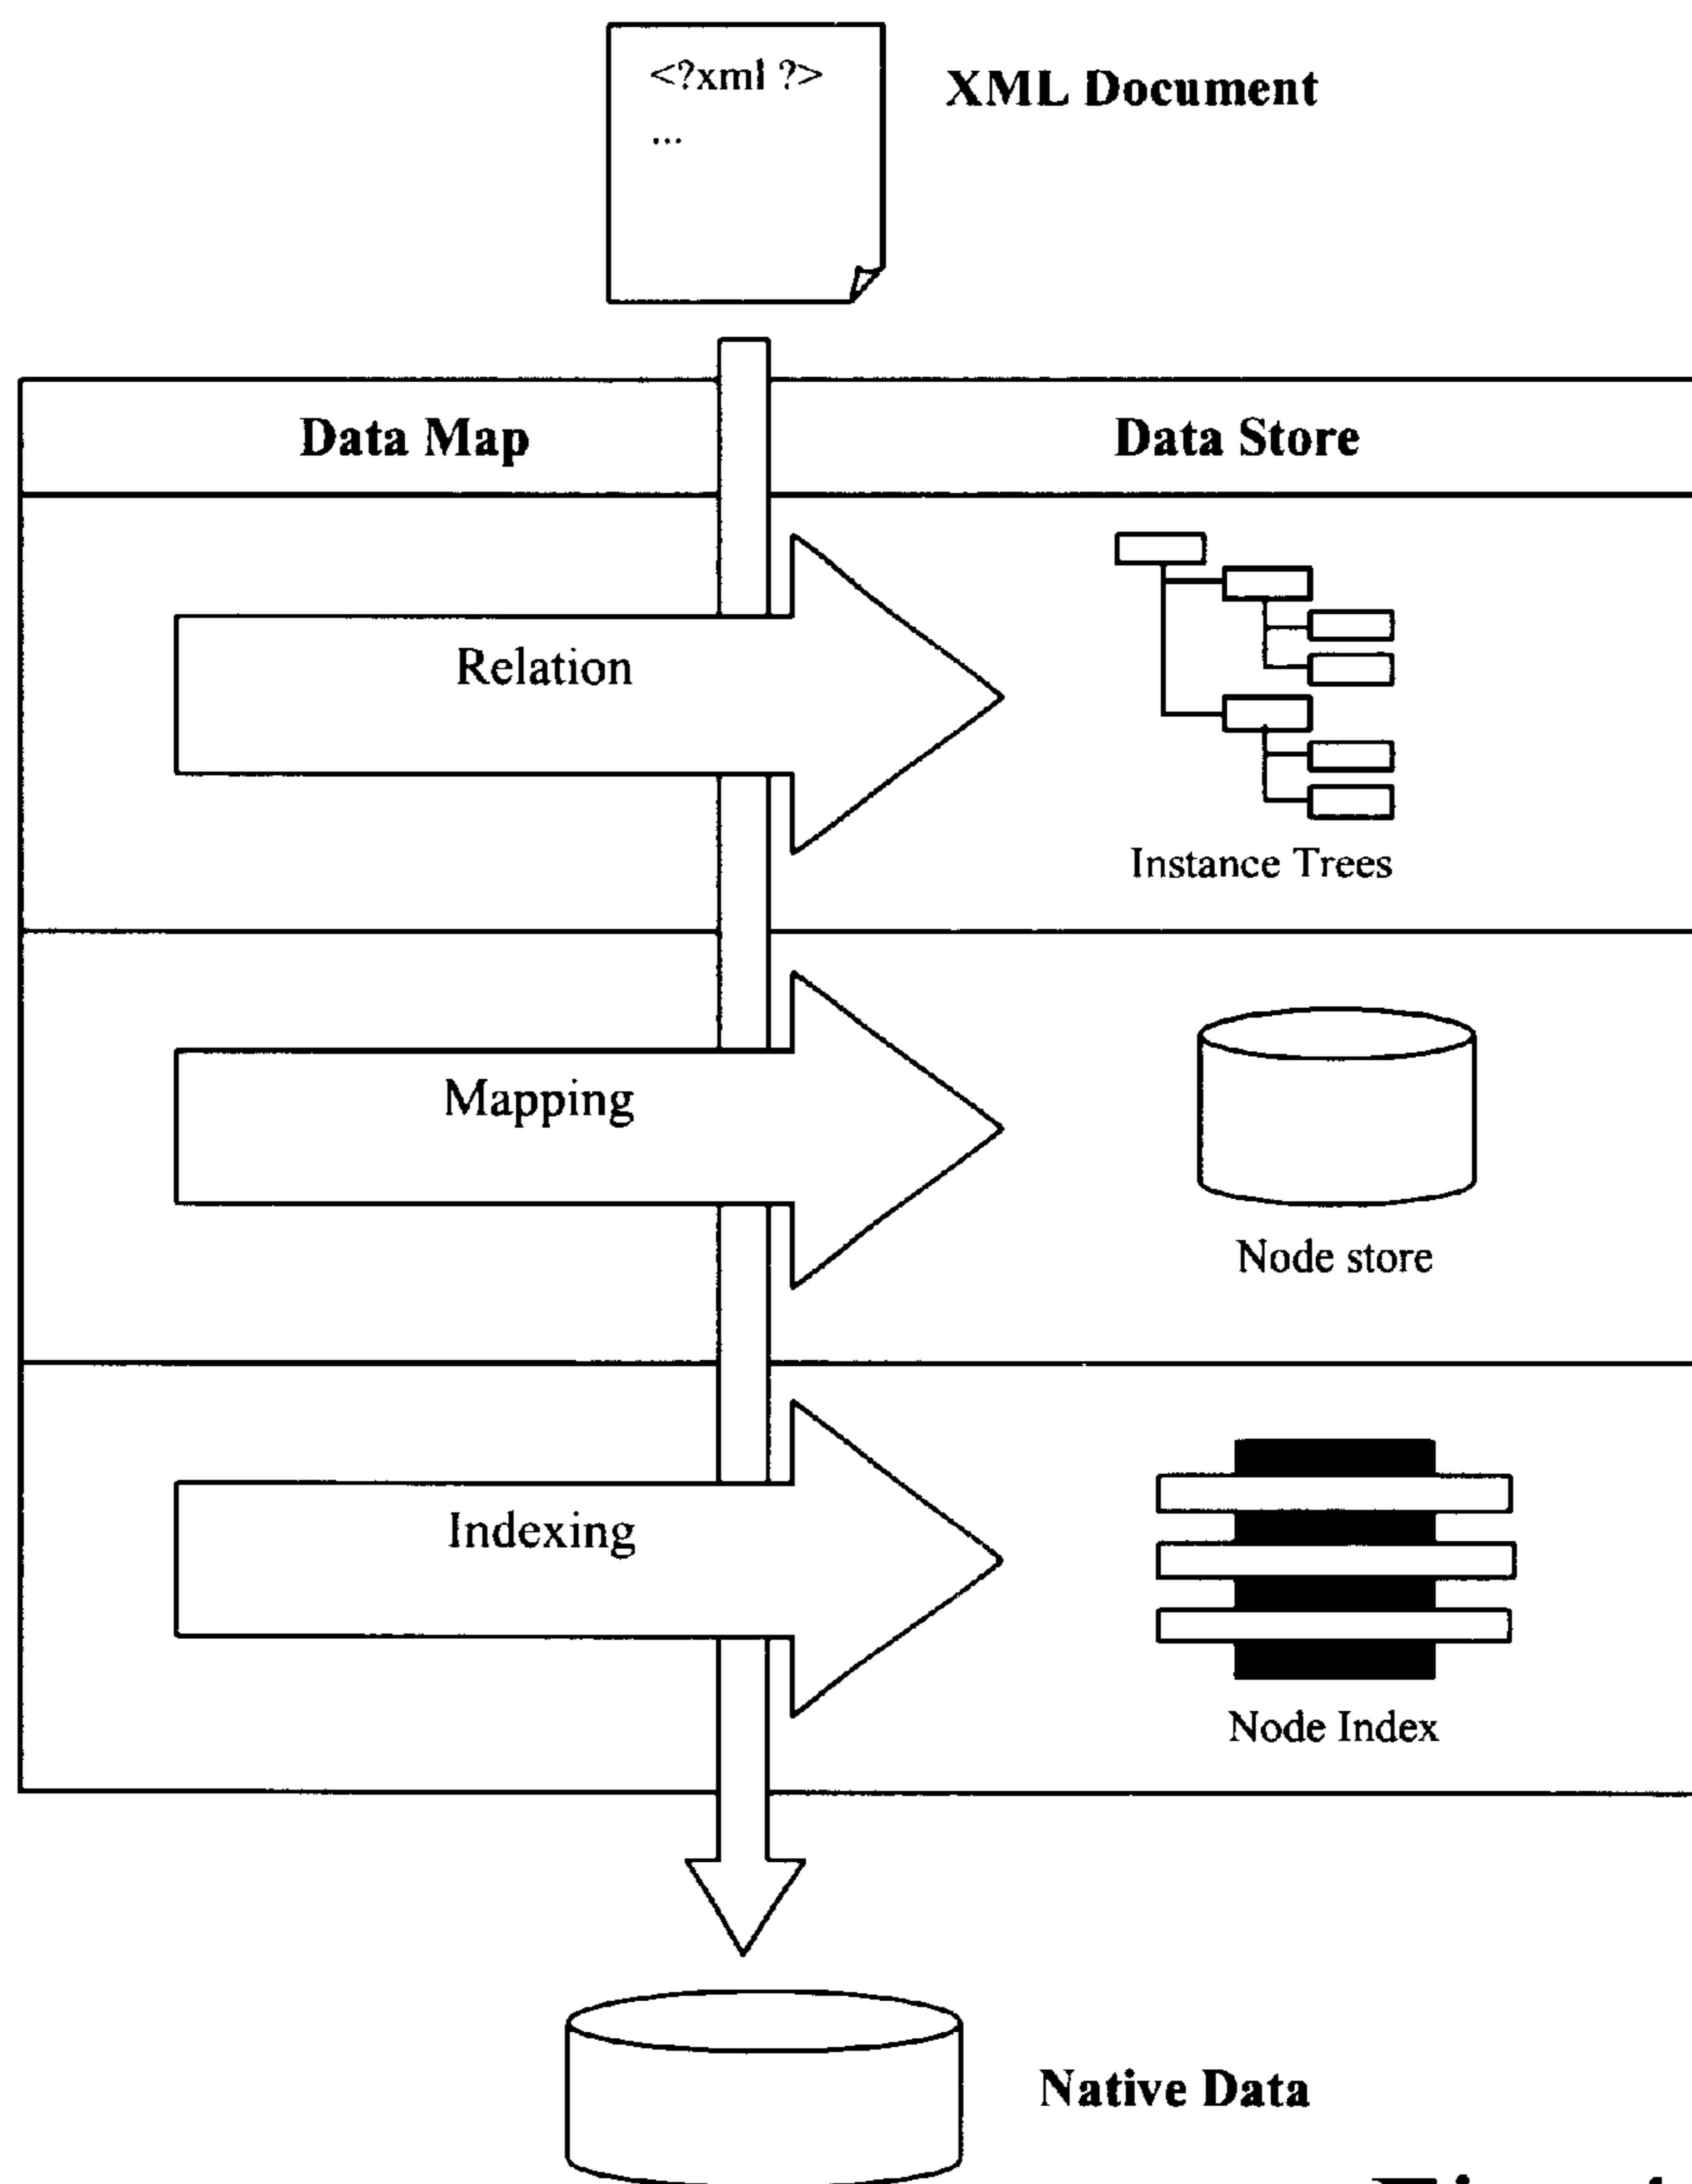 <?xml ?>
...
XML Document
Data Map
Data Store
Relation
Instance Trees
Mapping
Node store
Indexing
Node Index
Native Data